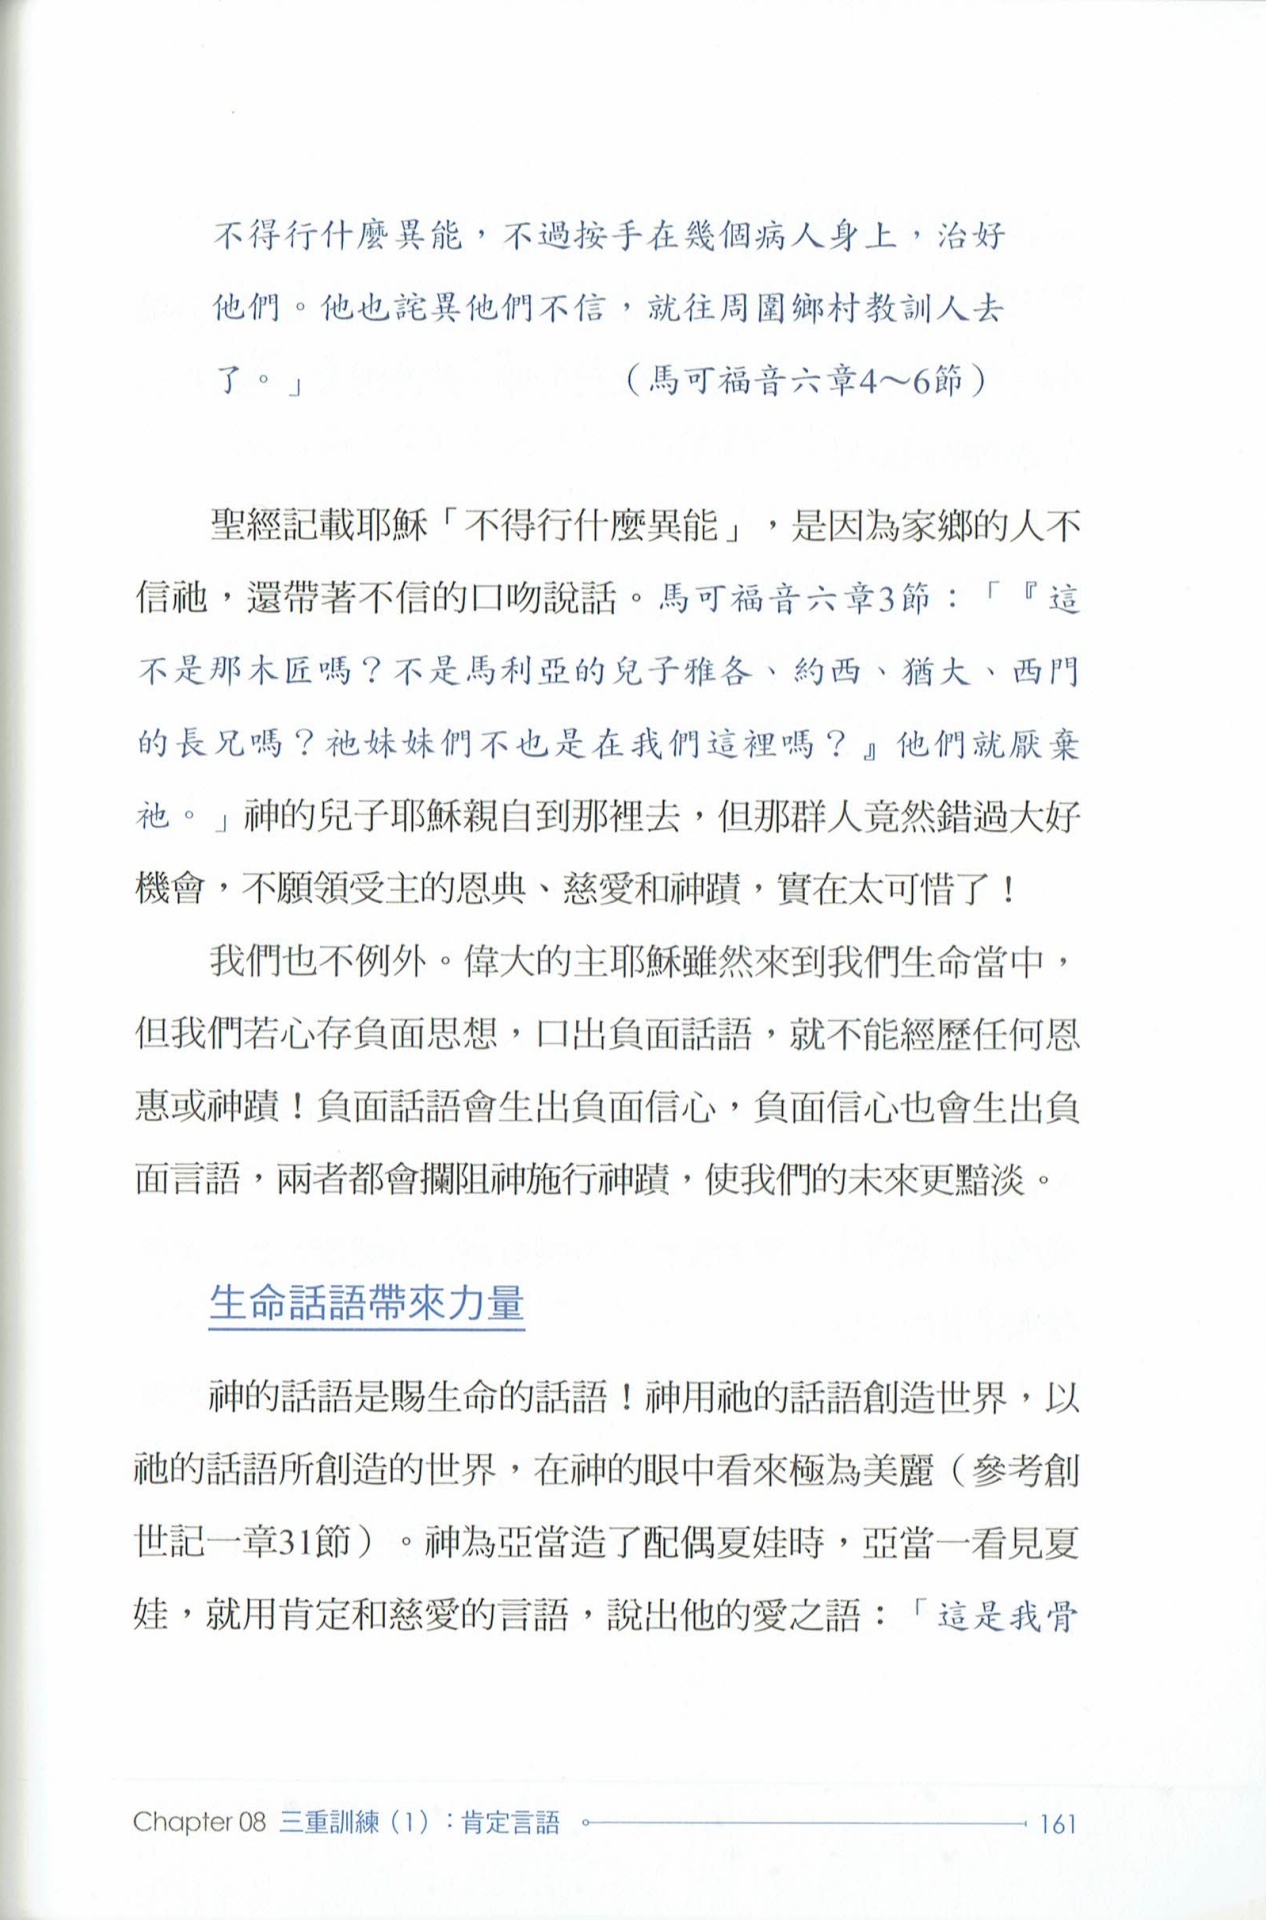 不得行什麼異能，不過按手在幾個病人身上，治好
他們。他也詫異他們不信，就往周圍鄉村教訓人去
了。」　（馬可福音六章4～6節）
聖經記載耶穌「不得行什麼異能」，是因為家鄉的人不
信祂，還帶著不信的口吻說話。馬可福音六章3節：「『這
不是那木匠嗎？不是馬利亞的兒子雅各、約西、猶大、西門
的長兄嗎？祂妹妹們不也是在我們這裡嗎？』他們就厭棄
祂。」神的兒子耶穌親自到那裡去，但那群人竟然錯過大好
機會，不願領受主的恩典、慈愛和神蹟，實在太可惜了！
我們也不例外。偉大的主耶穌雖然來到我們生命當中，
但我們若心存負面思想，口出負面話語，就不能經歷任何恩
惠或神蹟！負面話語會生出負面信心，負面信心也會生出負
面言語，兩者都會攔阻神施行神蹟，使我們的未來更黯淡。
生命話語帶來力量
神的話語是賜生命的話語！神用祂的話語創造世界，以
祂的話語所創造的世界，在神的眼中看來極為美麗（參考創
世記一章31節）。神為亞當造了配偶夏娃時，亞當一看見夏
娃，就用肯定和慈愛的言語，說出他的愛之語：「這是我骨
Chapter 08 三重訓練（1）：肯定言語 161